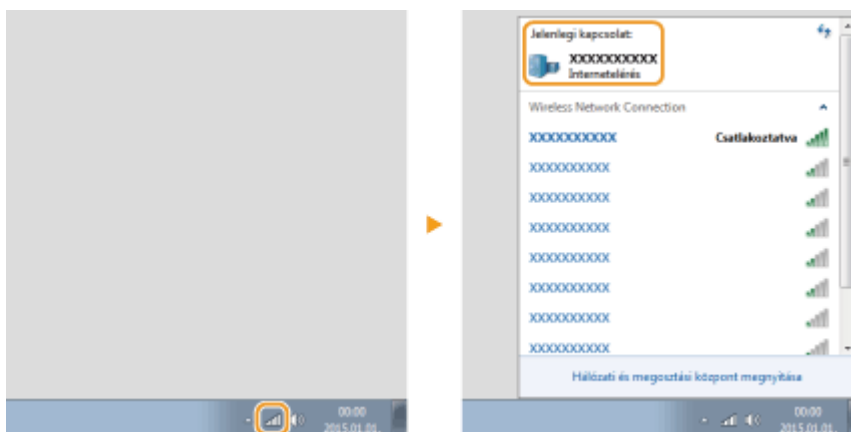 00:00
2015.01.01.
Jelenlegi kapcsolat:
XXXXXXXXXX
Internetelérés
Wireless Network Connection
XXXXXXXXXX Csatlakoztatva
XXXXXXXXXX
XXXXXXXXXX
XXXXXXXXXX
XXXXXXXXXX
XXXXXXXXXX
XXXXXXXXXX
XXXXXXXXXX
Hálózati és megosztási központ megnyitása
00:00
2015.01.01.